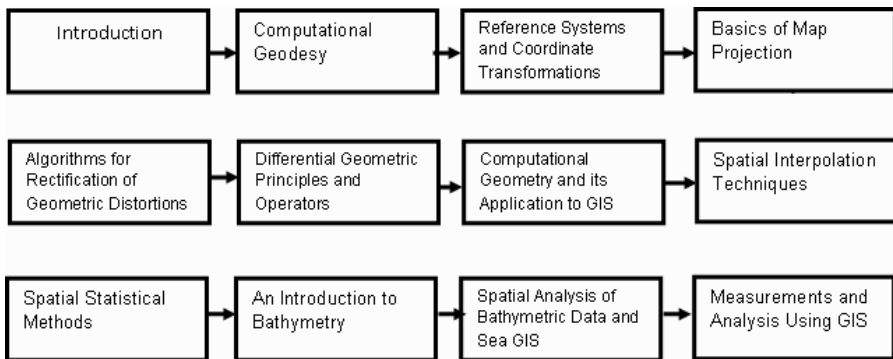 Introduction
Computational
Geodesy
Reference Systems
and Coordinate
Transformations
Basics of Map
Projection
Algorithms for
Rectification of
Geometric Distortions
Differential Geometric
Principles and
Operators
Computational
Geometry and its
Application to GIS
Spatial Interpolation
Techniques
Spatial Statistical
Methods
An Introduction to
Bathymetry
Spatial Analysis of
Bathymetric Data and
Sea GIS
Measurements and
Analysis Using GIS